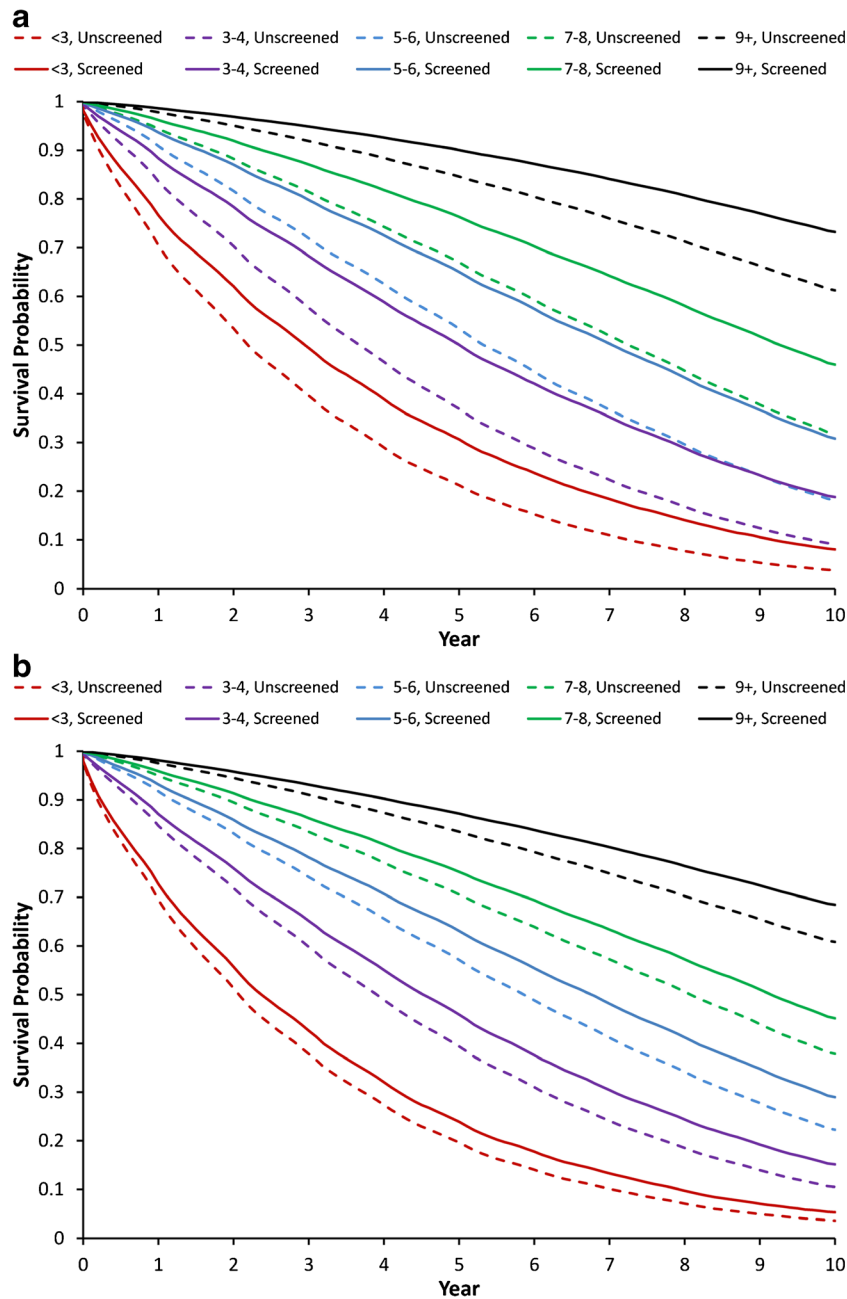 a
<3, Unscreened 3-4, Unscreened 5-6, Unscreened 7-8, Unscreened 9+, Unscreened
<3, Screened 3-4, Screened 5-6, Screened 7-8, Screened 9+, Screened
1
0.9
0.8
0.7
0.6
0.5
0.4
0.3
0.2
0.1
0
Survival Probability
0 1 2 3 4 5 6 7 8 9 10
Year
b
<3, Unscreened 3-4, Unscreened 5-6, Unscreened 7-8, Unscreened 9+, Unscreened
<3, Screened 3-4, Screened 5-6, Screened 7-8, Screened 9+, Screened
1
0.9
0.8
0.7
0.6
0.5
0.4
0.3
0.2
0.1
0
Survival Probability
0 1 2 3 4 5 6 7 8 9 10
Year